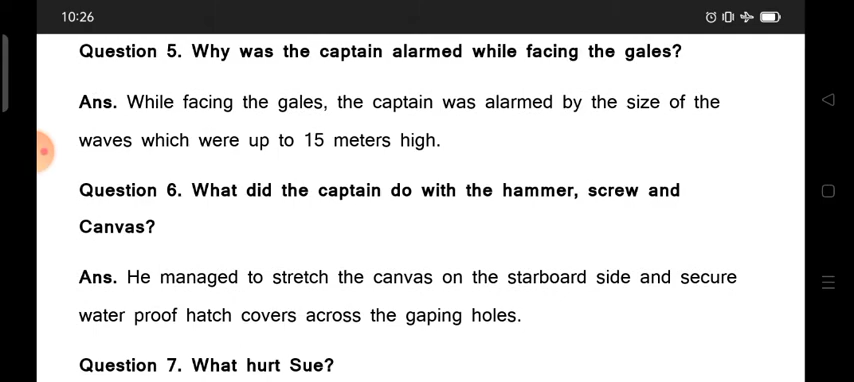 10:26
Question 5. Why was the captain alarmed while facing the gales?
Ans. While facing the gales, the captain was alarmed by the size of the
waves which were up to 15 meters high.
Question 6. What did the captain do with the hammer, screw and
Canvas?
Ans. He managed to stretch the canvas on the starboard side and secure
water proof hatch covers across the gaping holes.
Question 7. What hurt Sue?